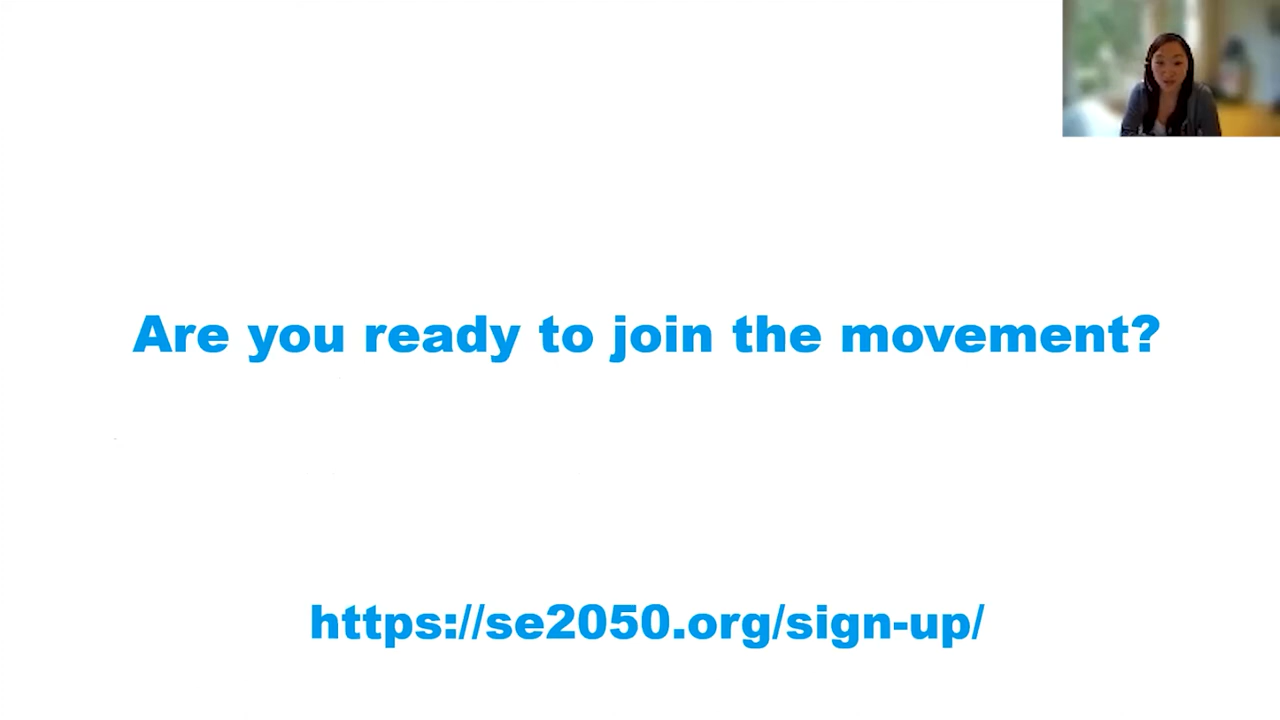 Are you ready to join the movement?
https://se2050.org/sign-up/